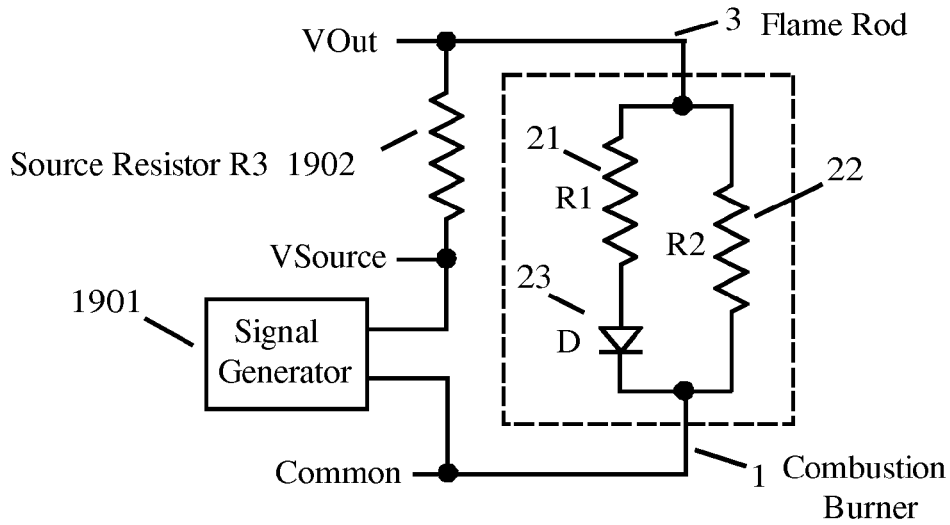 3 Flame Rod
VOut
21
Source Resistor R3 1902
22
R1
R2
VSource
23
1901
Signal
Generator
D
Common
1 Combustion
Burner